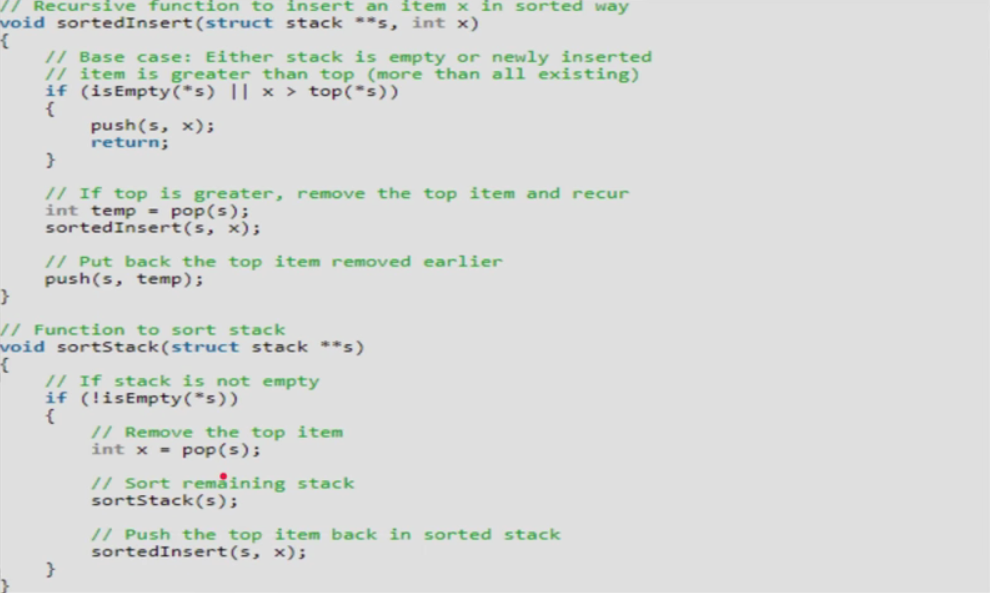 // Recursive function to insert an item x in sorted way
void sortedInsert(struct stack **s, int x)
{
// Base case: Either stack is empty or newly inserted
// item is greater than top (more than all existing)
if (isEmpty(*s) || x > top(*s))
{
push(s, x);
return;
}
// If top is greater, remove the top item and recur
int temp = pop(s);
sortedInsert(s, x);
// Put back the top item removed earlier
push(s, temp);
}
// Function to sort stack
void sortStack(struct stack **s)
{
// If stack is not empty
if (!isEmpty(*s))
{
// Remove the top item
int x = pop(s);
// Sort remaining stack
sortStack(s);
// Push the top item back in sorted stack
sortedInsert(s, x);
}
}